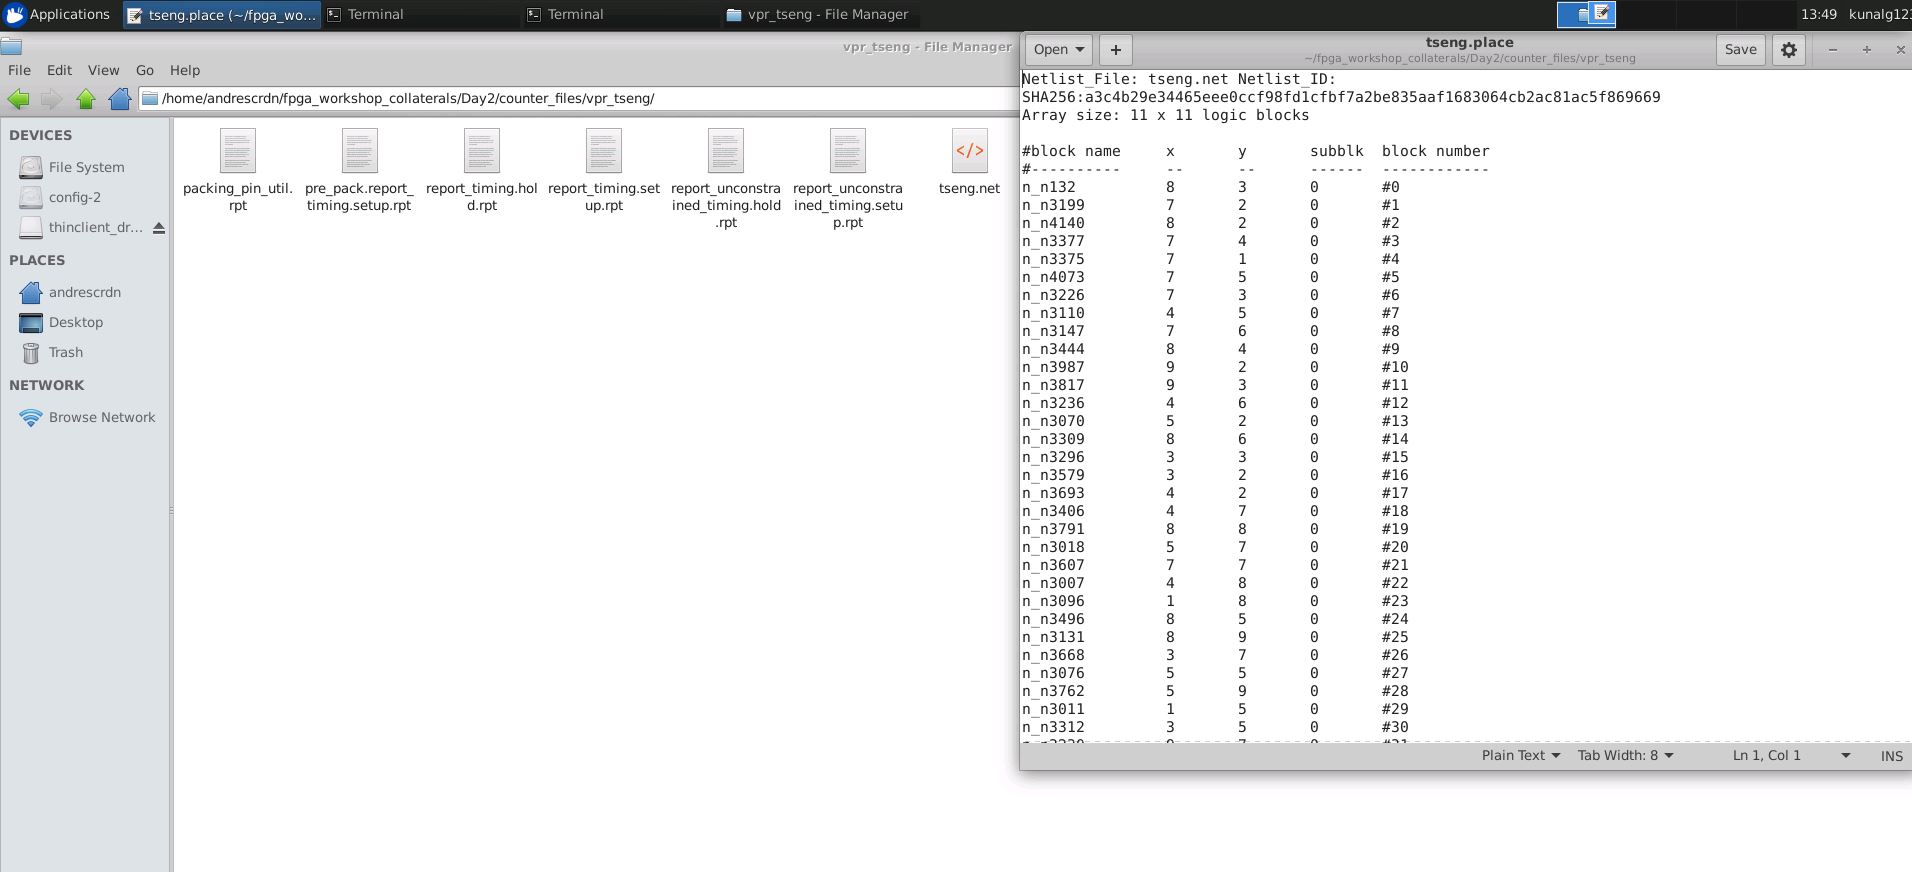 Applications
tseng.place (~/fpga_wo...
Terminal
Terminal
vpr_tseng - File Manager
13:49
vpr_tseng - File Manager
File Edit View Go Help
/home/andrescrdn/fpga_workshop_collaterals/Day2/counter_files/vpr_tseng/
DEVICES
File System
config-2
thinclient_dr...
PLACES
andrescrdn
Desktop
Trash
NETWORK
Browse Network
packing_pin_util.
rpt
pre_pack.report_
timing.setup.rpt
report_timing.hol
d.rpt
report_timing.set
up.rpt
report_unconstra
ined_timing.hold
.rpt
report_unconstra
ined_timing.setu
p.rpt
</>
tseng.net
Open
+
tseng.place
~/fpga_workshop_collaterals/Day2/counter_files/vpr_tseng
Save
Netlist_File: tseng.net Netlist_ID:
SHA256:a3c4b29e34465eee0ccf98fd1cfbf7a2be835aaf1683064cb2ac81ac5f869669
Array size: 11 x 11 logic blocks
#block name x y subblk block number
#---------- -- -- ------ ------------
n_n132 8 3 0 #0
n_n3199 7 2 0 #1
n_n4140 8 2 0 #2
n_n3377 7 4 0 #3
n_n3375 7 1 0 #4
n_n4073 7 5 0 #5
n_n3226 7 3 0 #6
n_n3110 4 5 0 #7
n_n3147 7 6 0 #8
n_n3444 8 4 0 #9
n_n3987 9 2 0 #10
n_n3817 9 3 0 #11
n_n3236 4 6 0 #12
n_n3070 5 2 0 #13
n_n3309 8 6 0 #14
n_n3296 3 3 0 #15
n_n3579 3 2 0 #16
n_n3693 4 2 0 #17
n_n3406 4 7 0 #18
n_n3791 8 8 0 #19
n_n3018 5 7 0 #20
n_n3607 7 7 0 #21
n_n3007 4 8 0 #22
n_n3096 1 8 0 #23
n_n3496 8 5 0 #24
n_n3131 8 9 0 #25
n_n3668 3 7 0 #26
n_n3076 5 5 0 #27
n_n3762 5 9 0 #28
n_n3011 1 5 0 #29
n_n3312 3 5 0 #30
Plain Text
Tab Width: 8
Ln 1, Col 1
INS